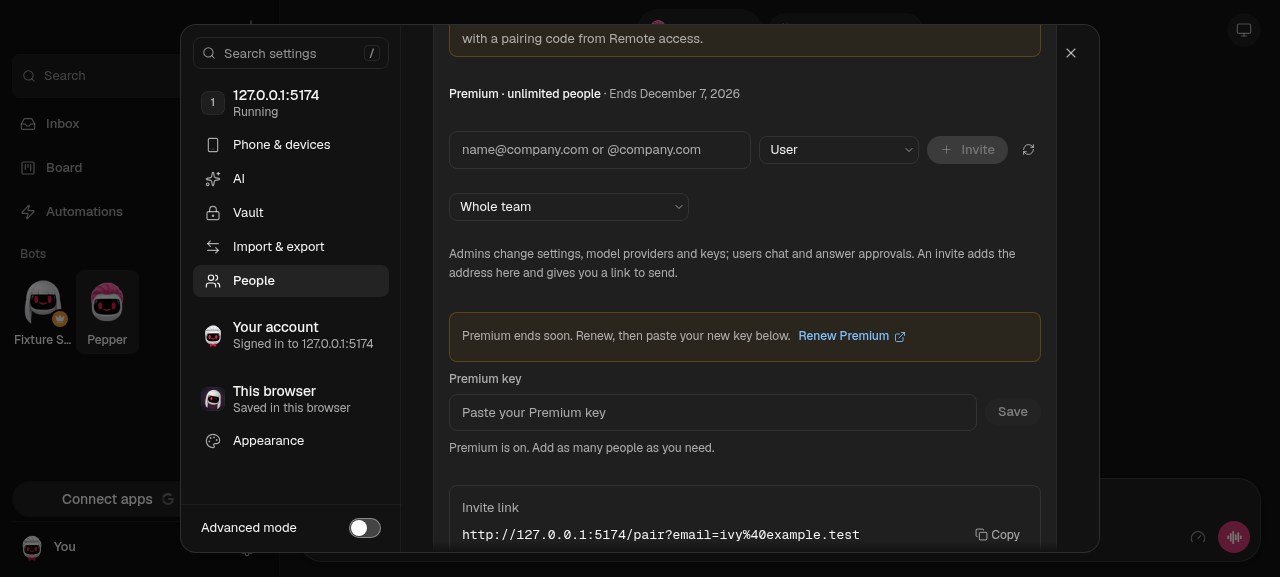 Search settings
/
1
127.0.0.1:5174
Running
Phone & devices
AI
Vault
Import & export
People
Your account
Signed in to 127.0.0.1:5174
This browser
Saved in this browser
Appearance
Advanced mode
Search
Inbox
Board
Automations
Bots
Fixture S...
Pepper
Connect apps
You
with a pairing code from Remote access.
Premium · unlimited people · Ends December 7, 2026
name@company.com or @company.com
User
+ Invite
Whole team
Admins change settings, model providers and keys; users chat and answer approvals. An invite adds the
address here and gives you a link to send.
Premium ends soon. Renew, then paste your new key below. Renew Premium
Premium key
Paste your Premium key
Save
Premium is on. Add as many people as you need.
Invite link
http://127.0.0.1:5174/pair?email=ivy%40example.test
Copy